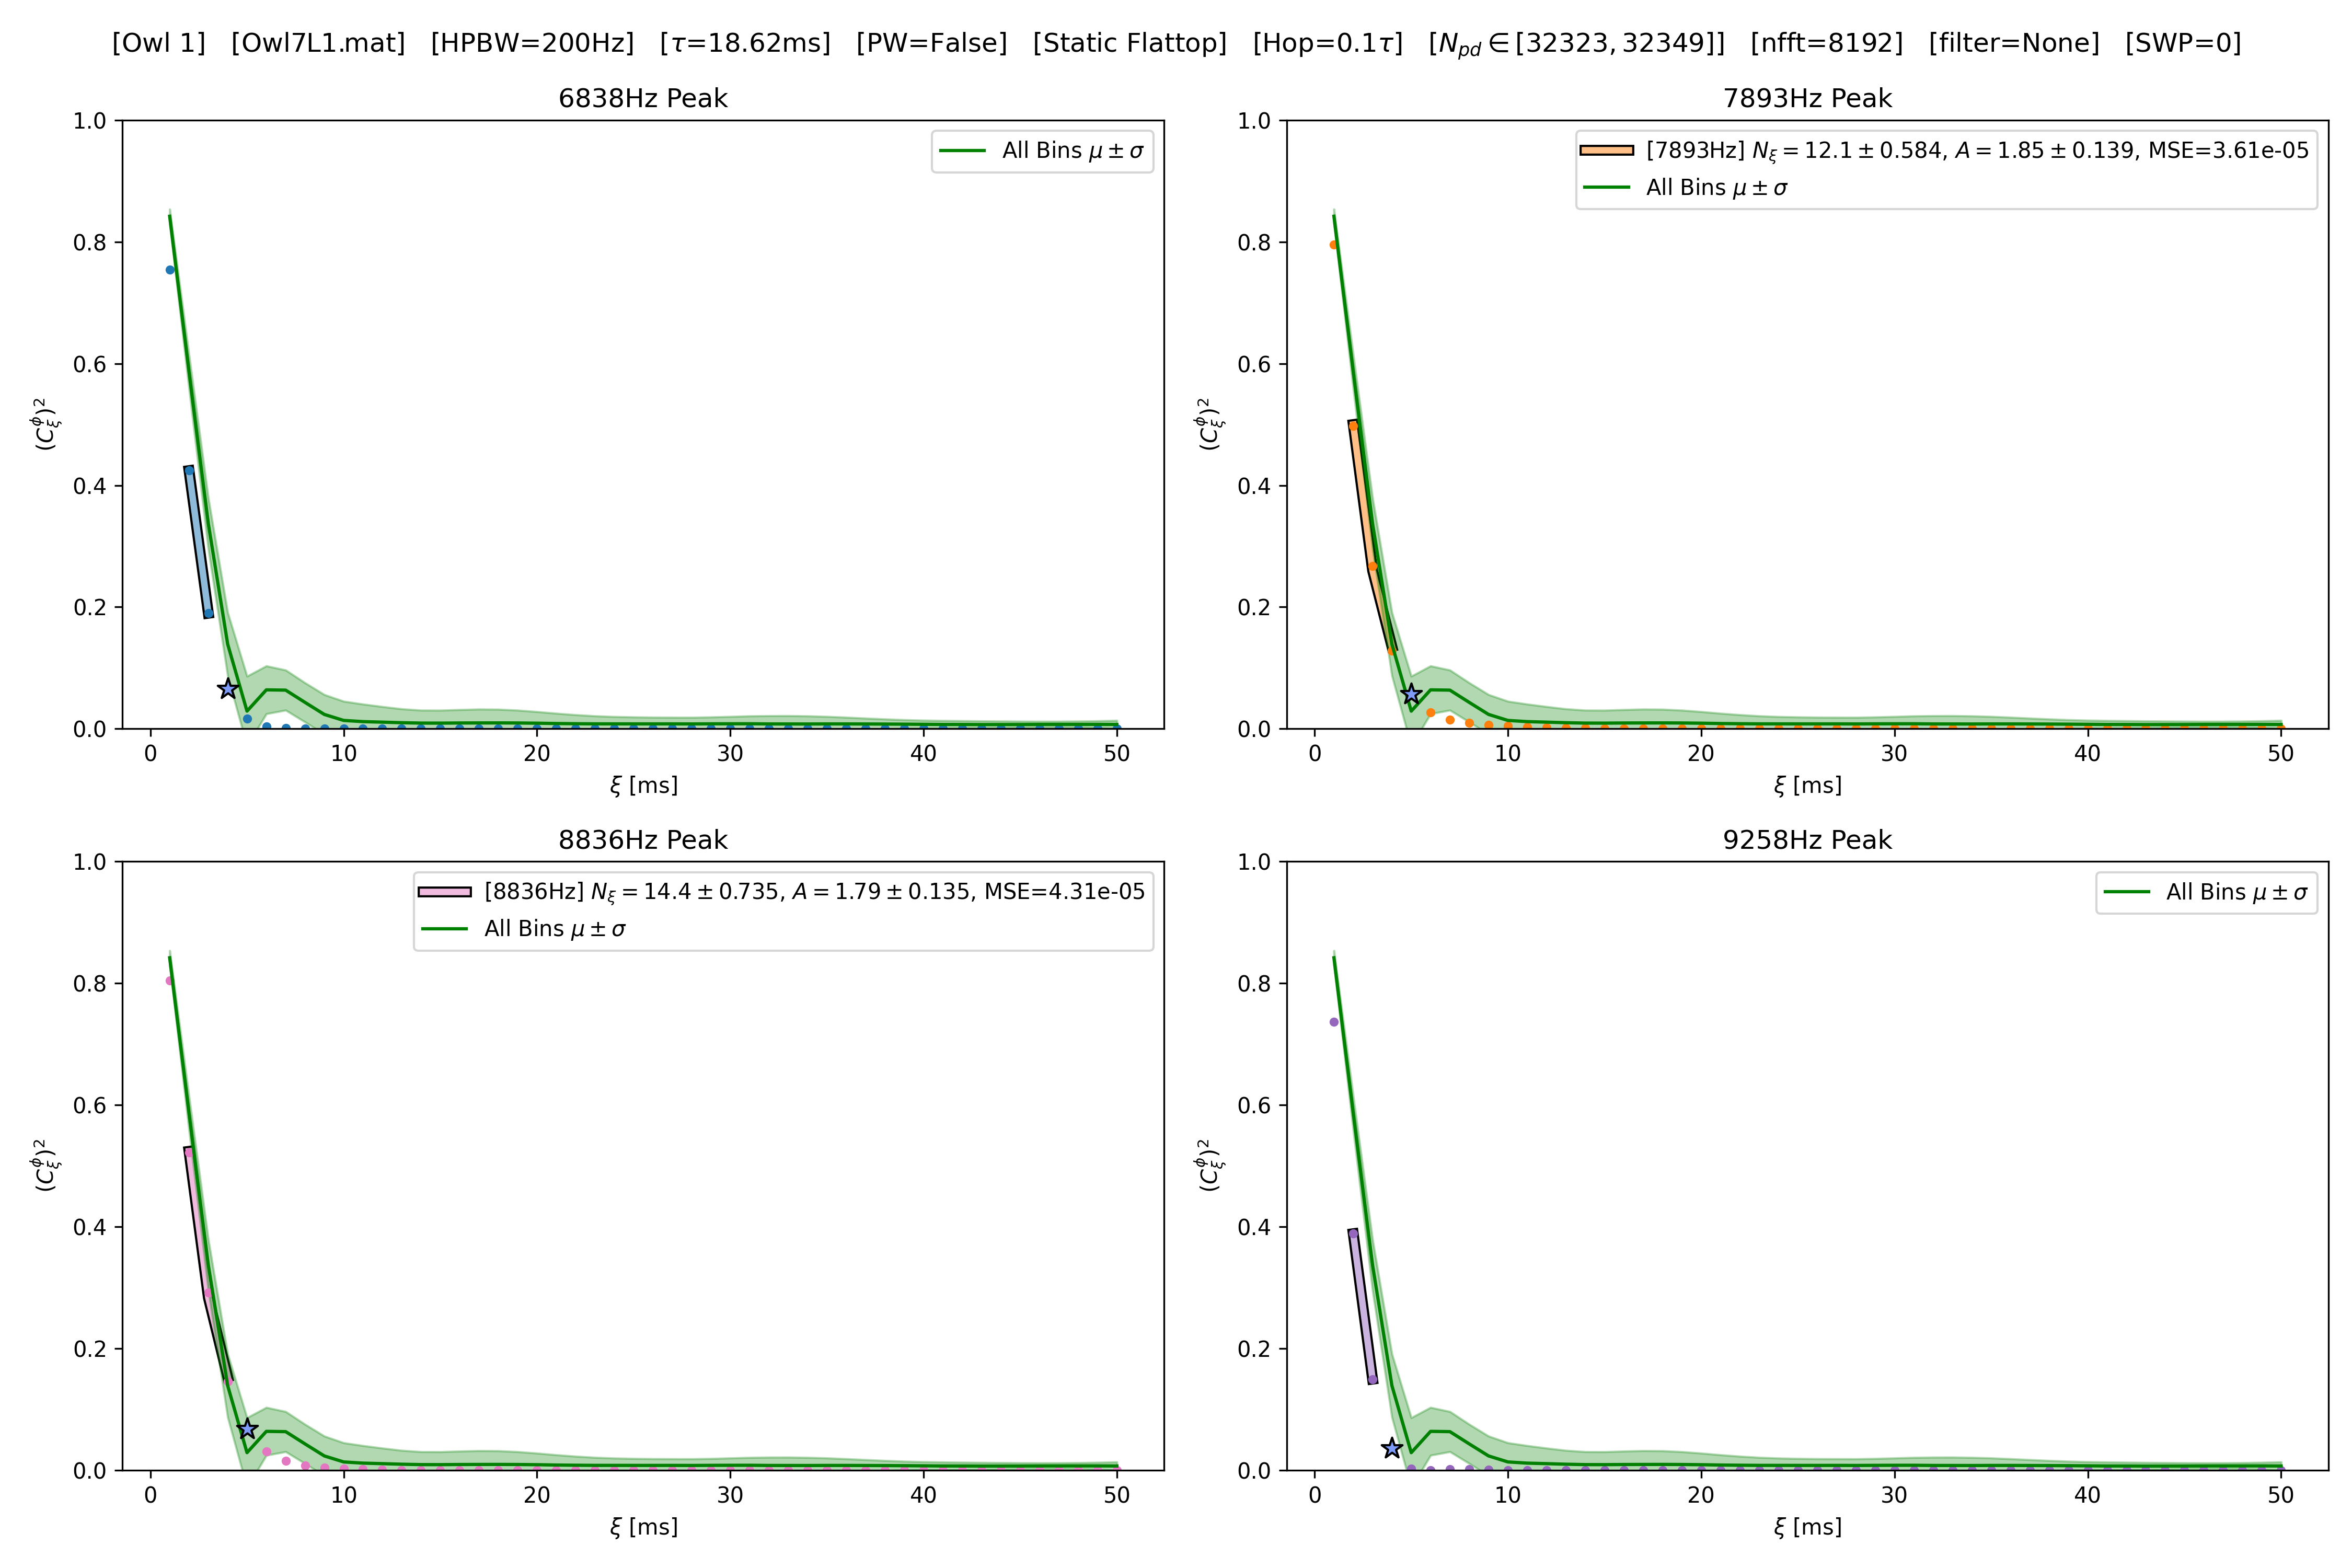 [Owl 1] [Owl7L1.mat] [HPBW=200Hz] [τ=18.62ms] [PW=False] [Static Flattop] [Hop=0.1τ] [N_pd ∈ [32323, 32349]] [nfft=8192] [filter=None] [SWP=0]
6838Hz Peak
1.0
0.8
0.6
0.4
0.2
0.0
(C_ξ^ϕ)²
All Bins μ ± σ
0 10 20 30 40 50
ξ [ms]
7893Hz Peak
1.0
0.8
0.6
0.4
0.2
0.0
(C_ξ^ϕ)²
[7893Hz] N_ξ = 12.1 ± 0.584, A = 1.85 ± 0.139, MSE=3.61e-05
All Bins μ ± σ
0 10 20 30 40 50
ξ [ms]
8836Hz Peak
1.0
0.8
0.6
0.4
0.2
0.0
(C_ξ^ϕ)²
[8836Hz] N_ξ = 14.4 ± 0.735, A = 1.79 ± 0.135, MSE=4.31e-05
All Bins μ ± σ
0 10 20 30 40 50
ξ [ms]
9258Hz Peak
1.0
0.8
0.6
0.4
0.2
0.0
(C_ξ^ϕ)²
All Bins μ ± σ
0 10 20 30 40 50
ξ [ms]